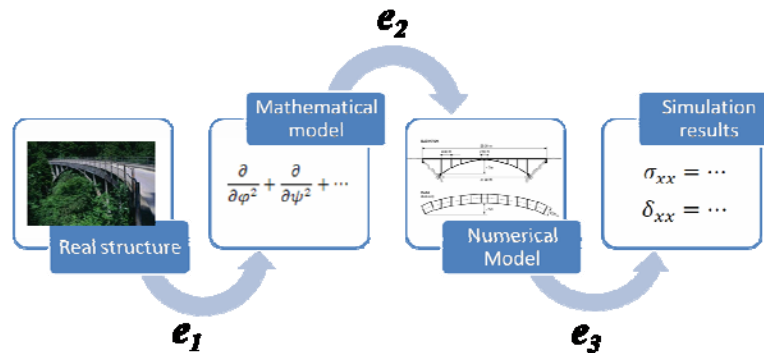 e₂
Mathematical
model
Simulation
results
∂/∂φ² + ∂/∂ψ² + ⋯
σₓₓ = ⋯
δₓₓ = ⋯
Real structure
Numerical
Model
e₁
e₃